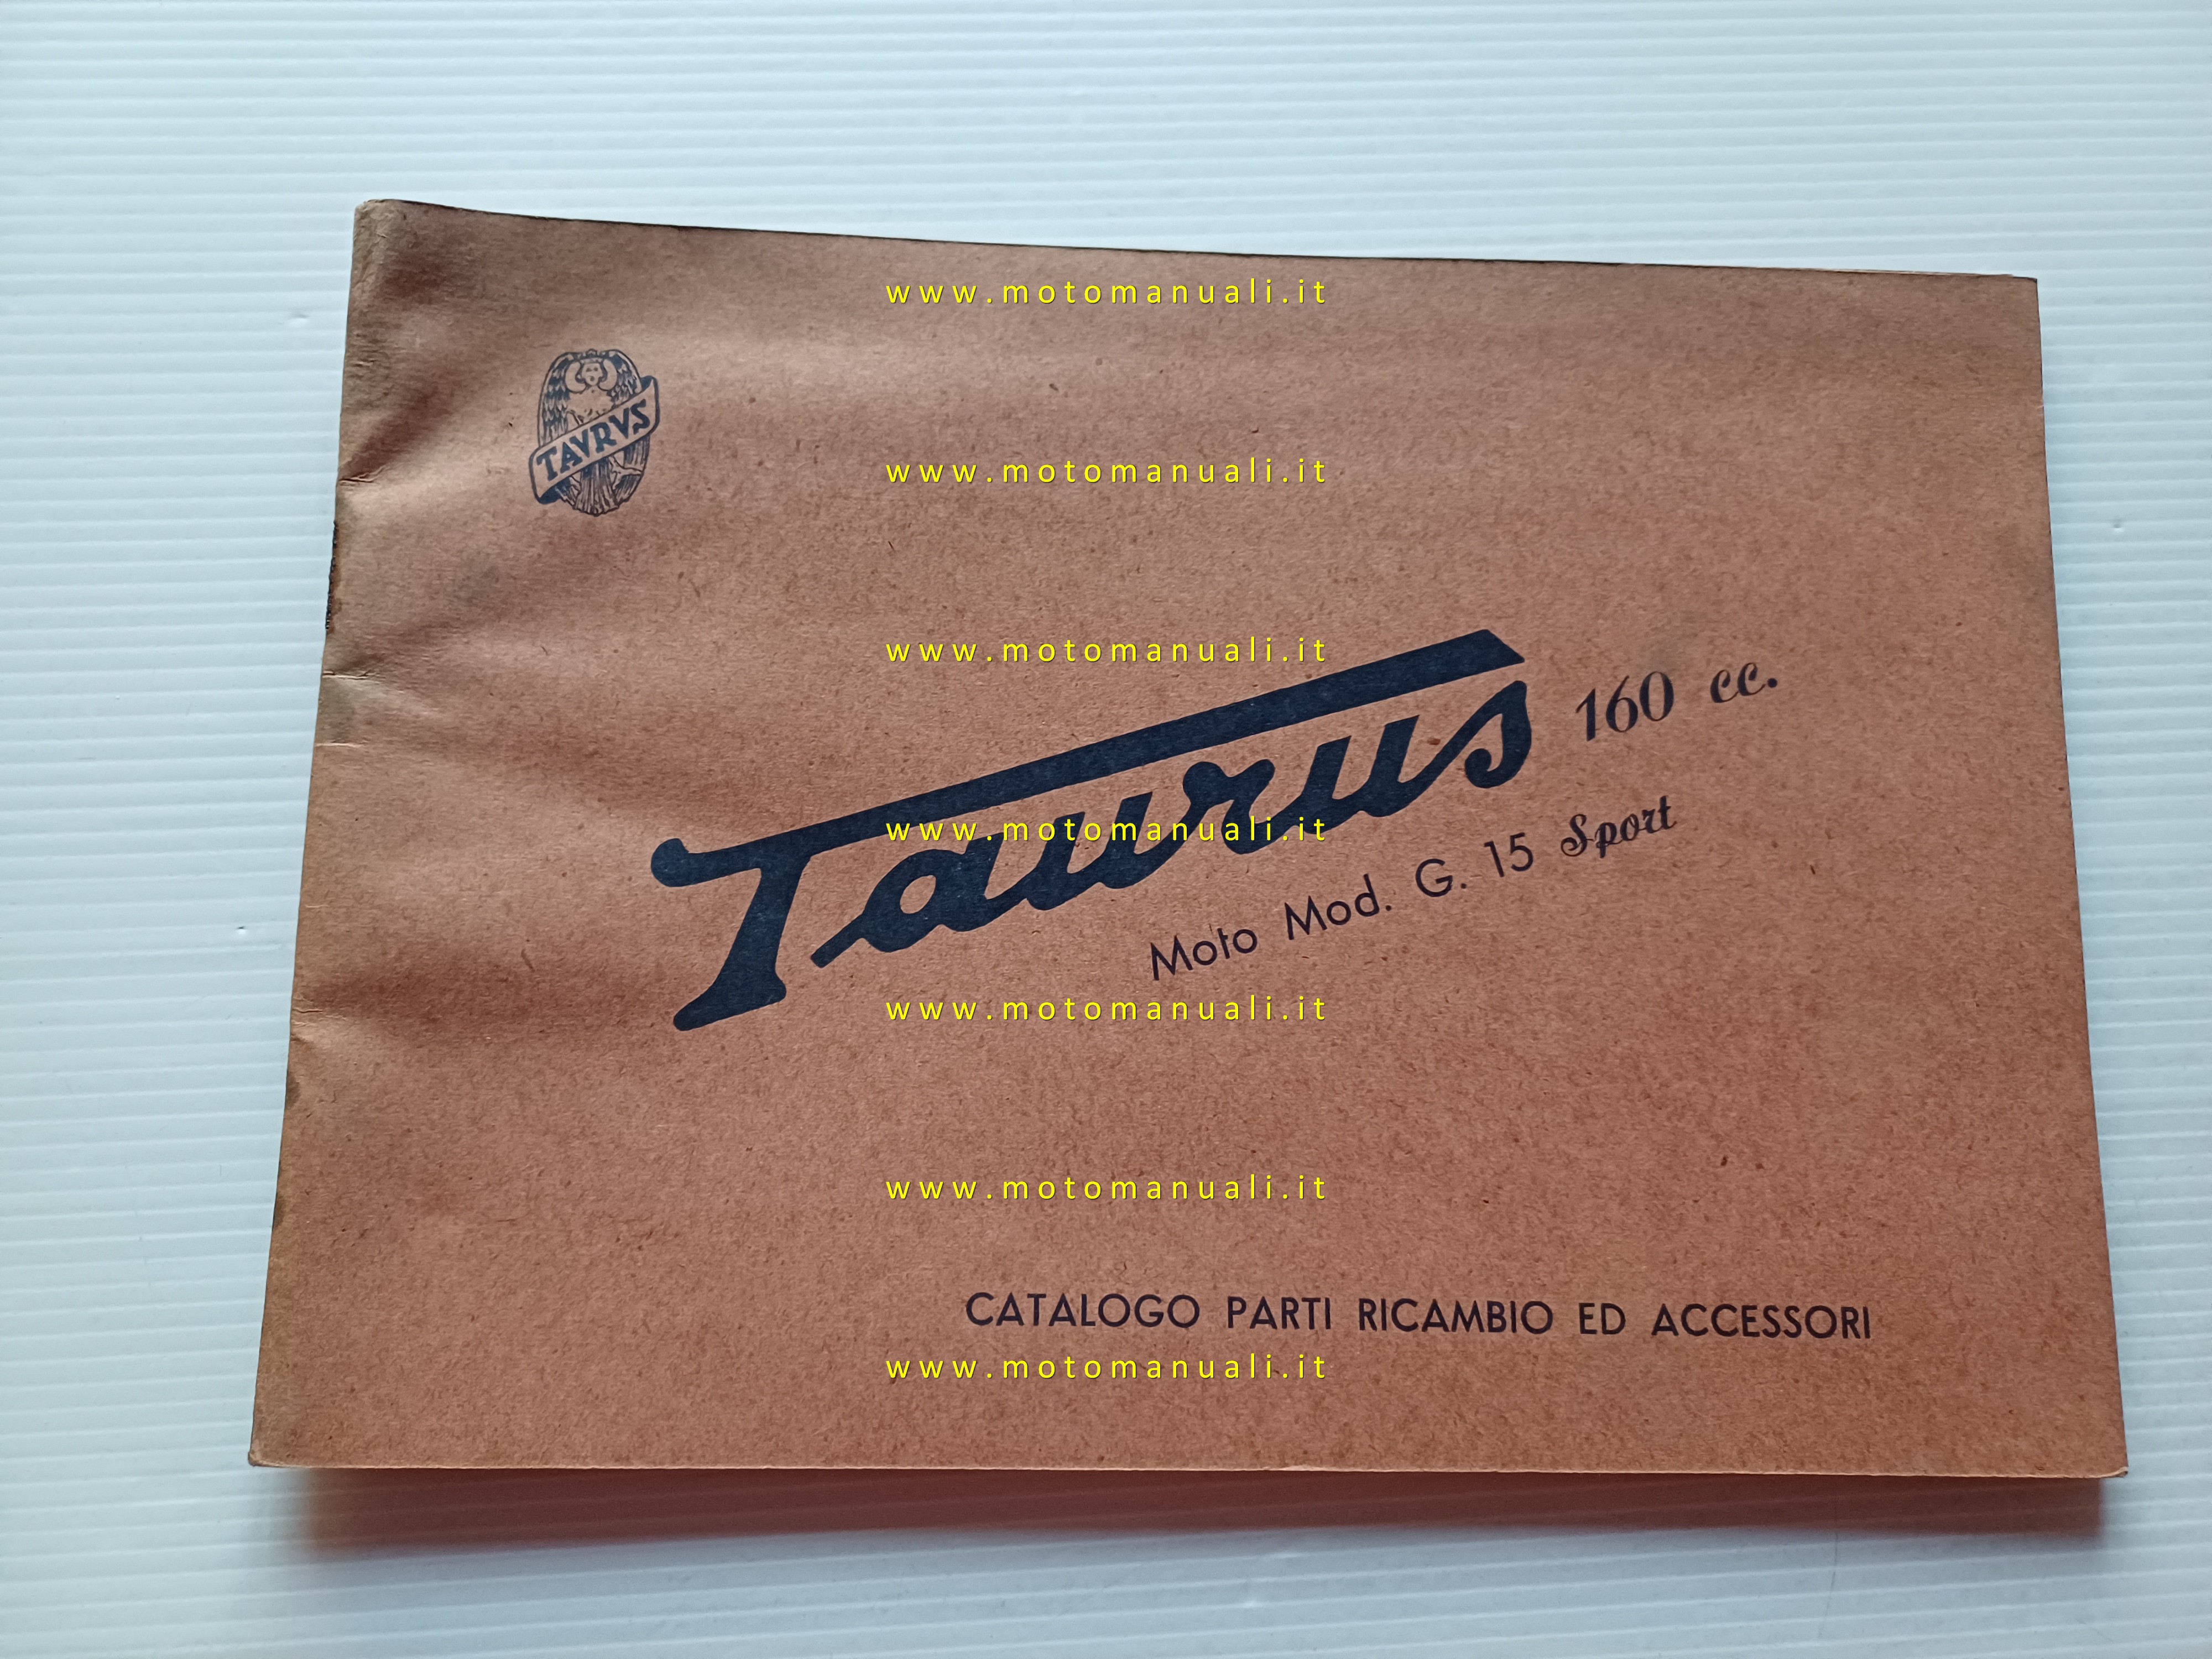 www.motomanuali.it
TAVRVS
www.motomanuali.it
www.motomanuali.it
Taurus 160 cc.
www.motomanuali.it
Moto Mod. G. 15 Sport
www.motomanuali.it
www.motomanuali.it
CATALOGO PARTI RICAMBIO ED ACCESSORI
www.motomanuali.it